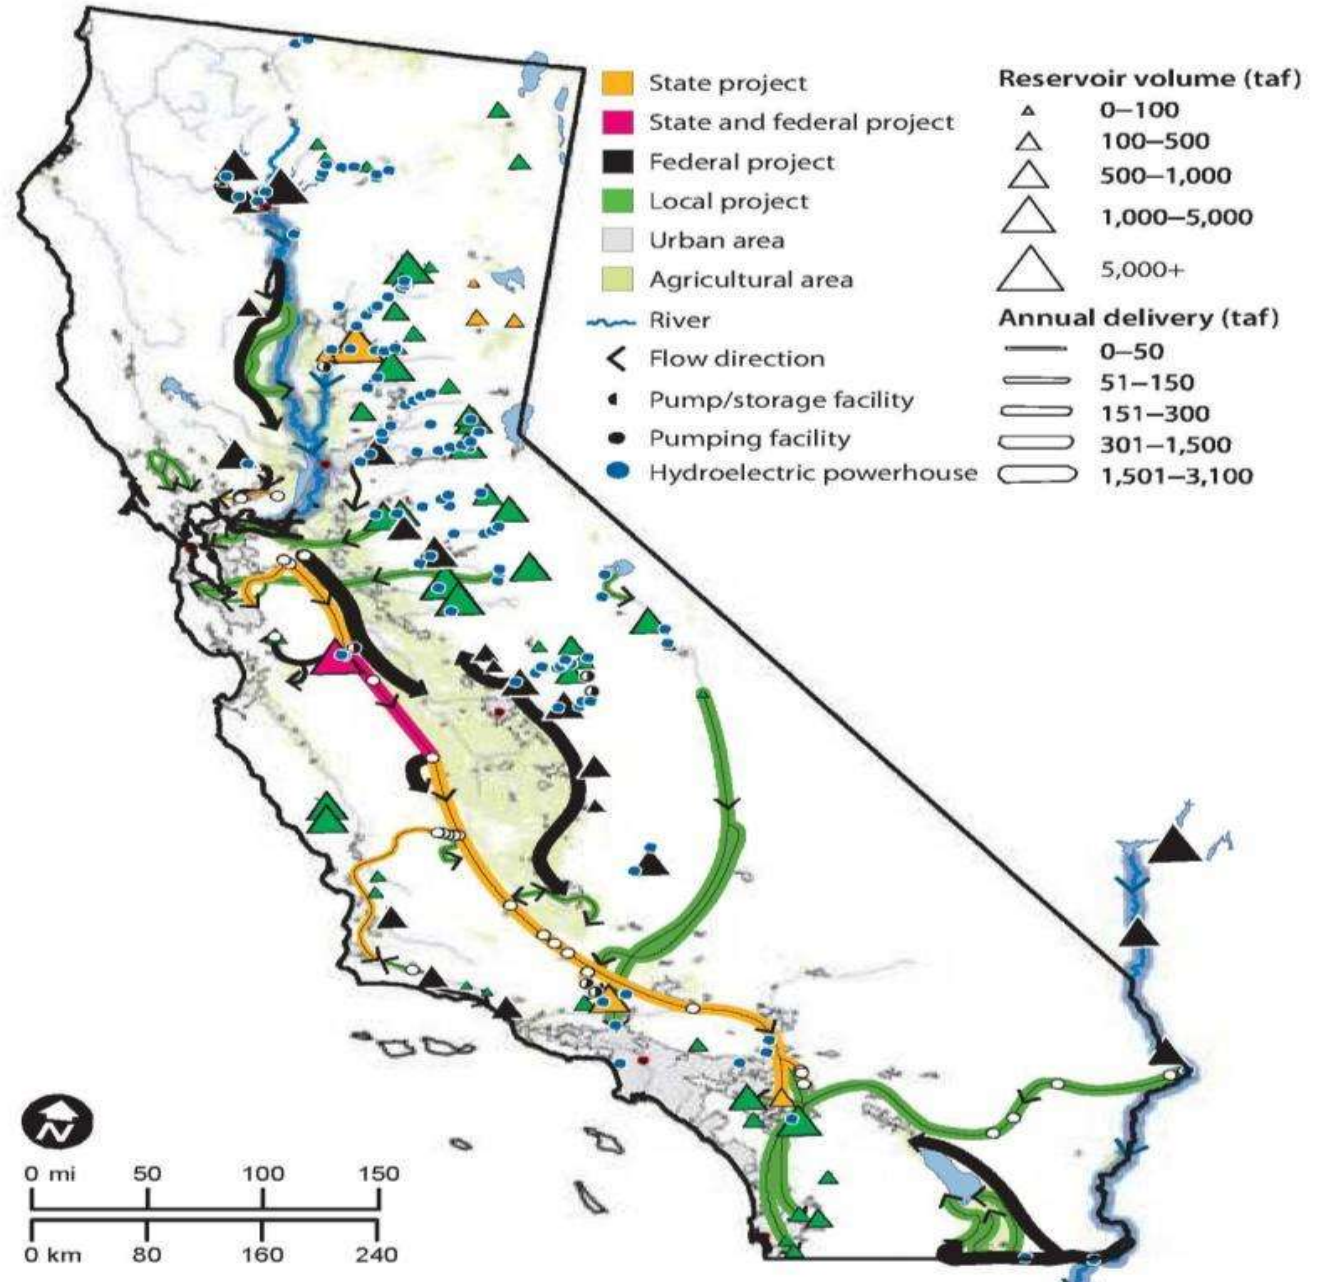 State project
State and federal project
Federal project
Local project
Urban area
Agricultural area
River
Flow direction
Pump/storage facility
Pumping facility
Hydroelectric powerhouse
Reservoir volume (taf)
0–100
100–500
500–1,000
1,000–5,000
5,000+
Annual delivery (taf)
0–50
51–150
151–300
301–1,500
1,501–3,100
N
0 mi 50 100 150
0 km 80 160 240